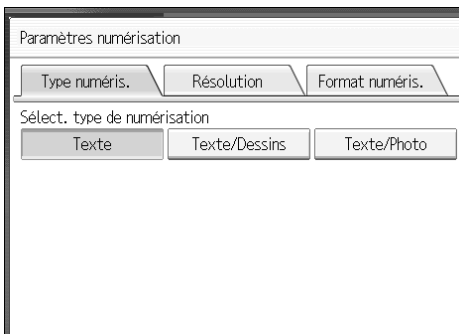 Paramètres numérisation
Type numéris. Résolution Format numéris.
Sélect. type de numérisation
Texte Texte/Dessins Texte/Photo